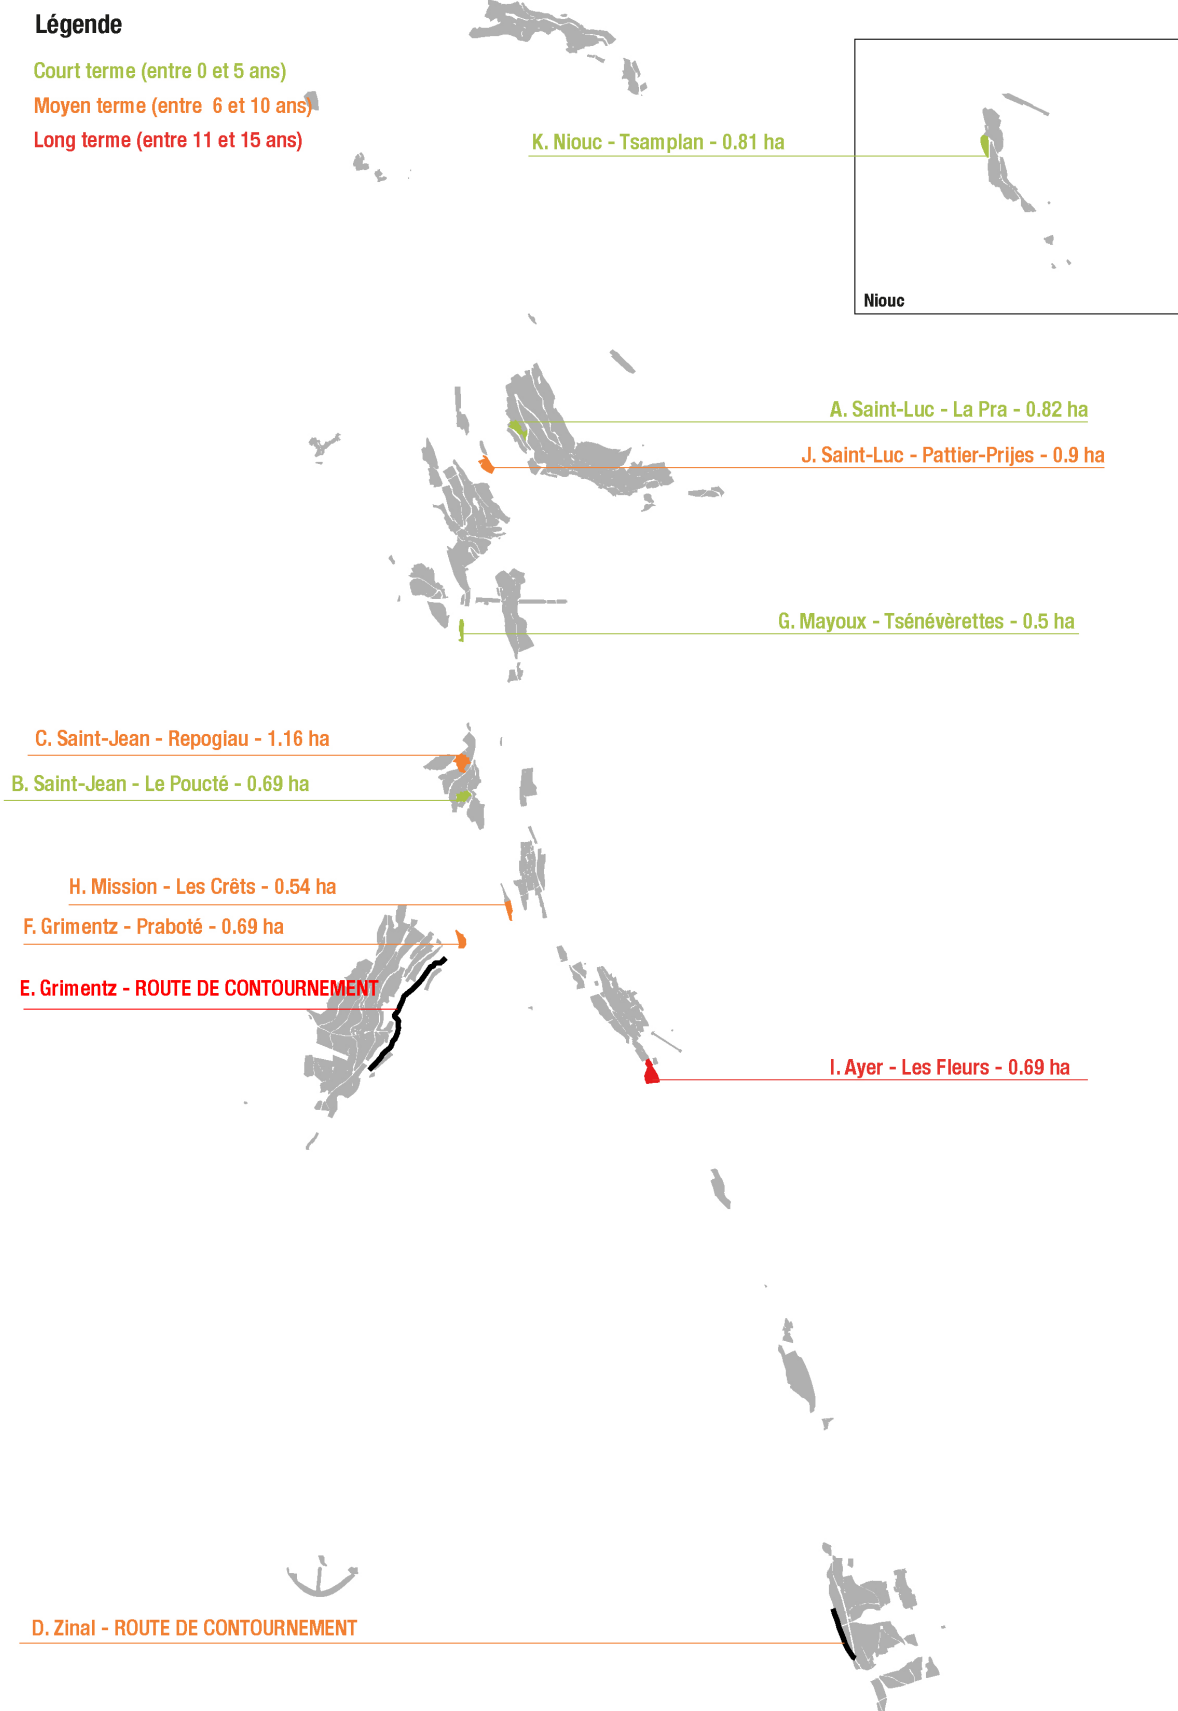 Légende
Court terme (entre 0 et 5 ans)
Moyen terme (entre  6 et 10 ans)
Long terme (entre 11 et 15 ans)
K. Niouc - Tsamplan - 0.81 ha
Niouc
A. Saint-Luc - La Pra - 0.82 ha
J. Saint-Luc - Pattier-Prijes - 0.9 ha
G. Mayoux - Tsénévèrettes - 0.5 ha
C. Saint-Jean - Repogiau - 1.16 ha
B. Saint-Jean - Le Poucté - 0.69 ha
H. Mission - Les Crêts - 0.54 ha
F. Grimentz - Praboté - 0.69 ha
E. Grimentz - ROUTE DE CONTOURNEMENT
I. Ayer - Les Fleurs - 0.69 ha
D. Zinal - ROUTE DE CONTOURNEMENT